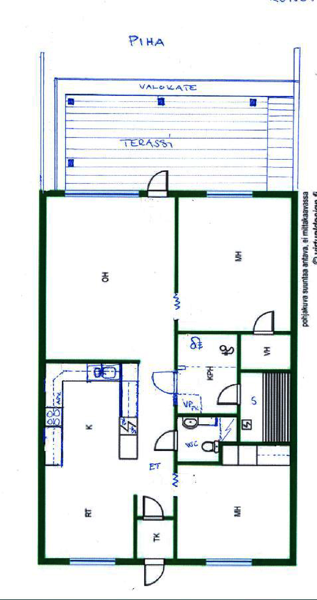 PIHA
VALOKATE
TERASSI
pohjakuva suuntaa antava, ei mittakaavassa
OH
MH
VH
KPH
S
VP
K
WC
ET
RT
TK
MH